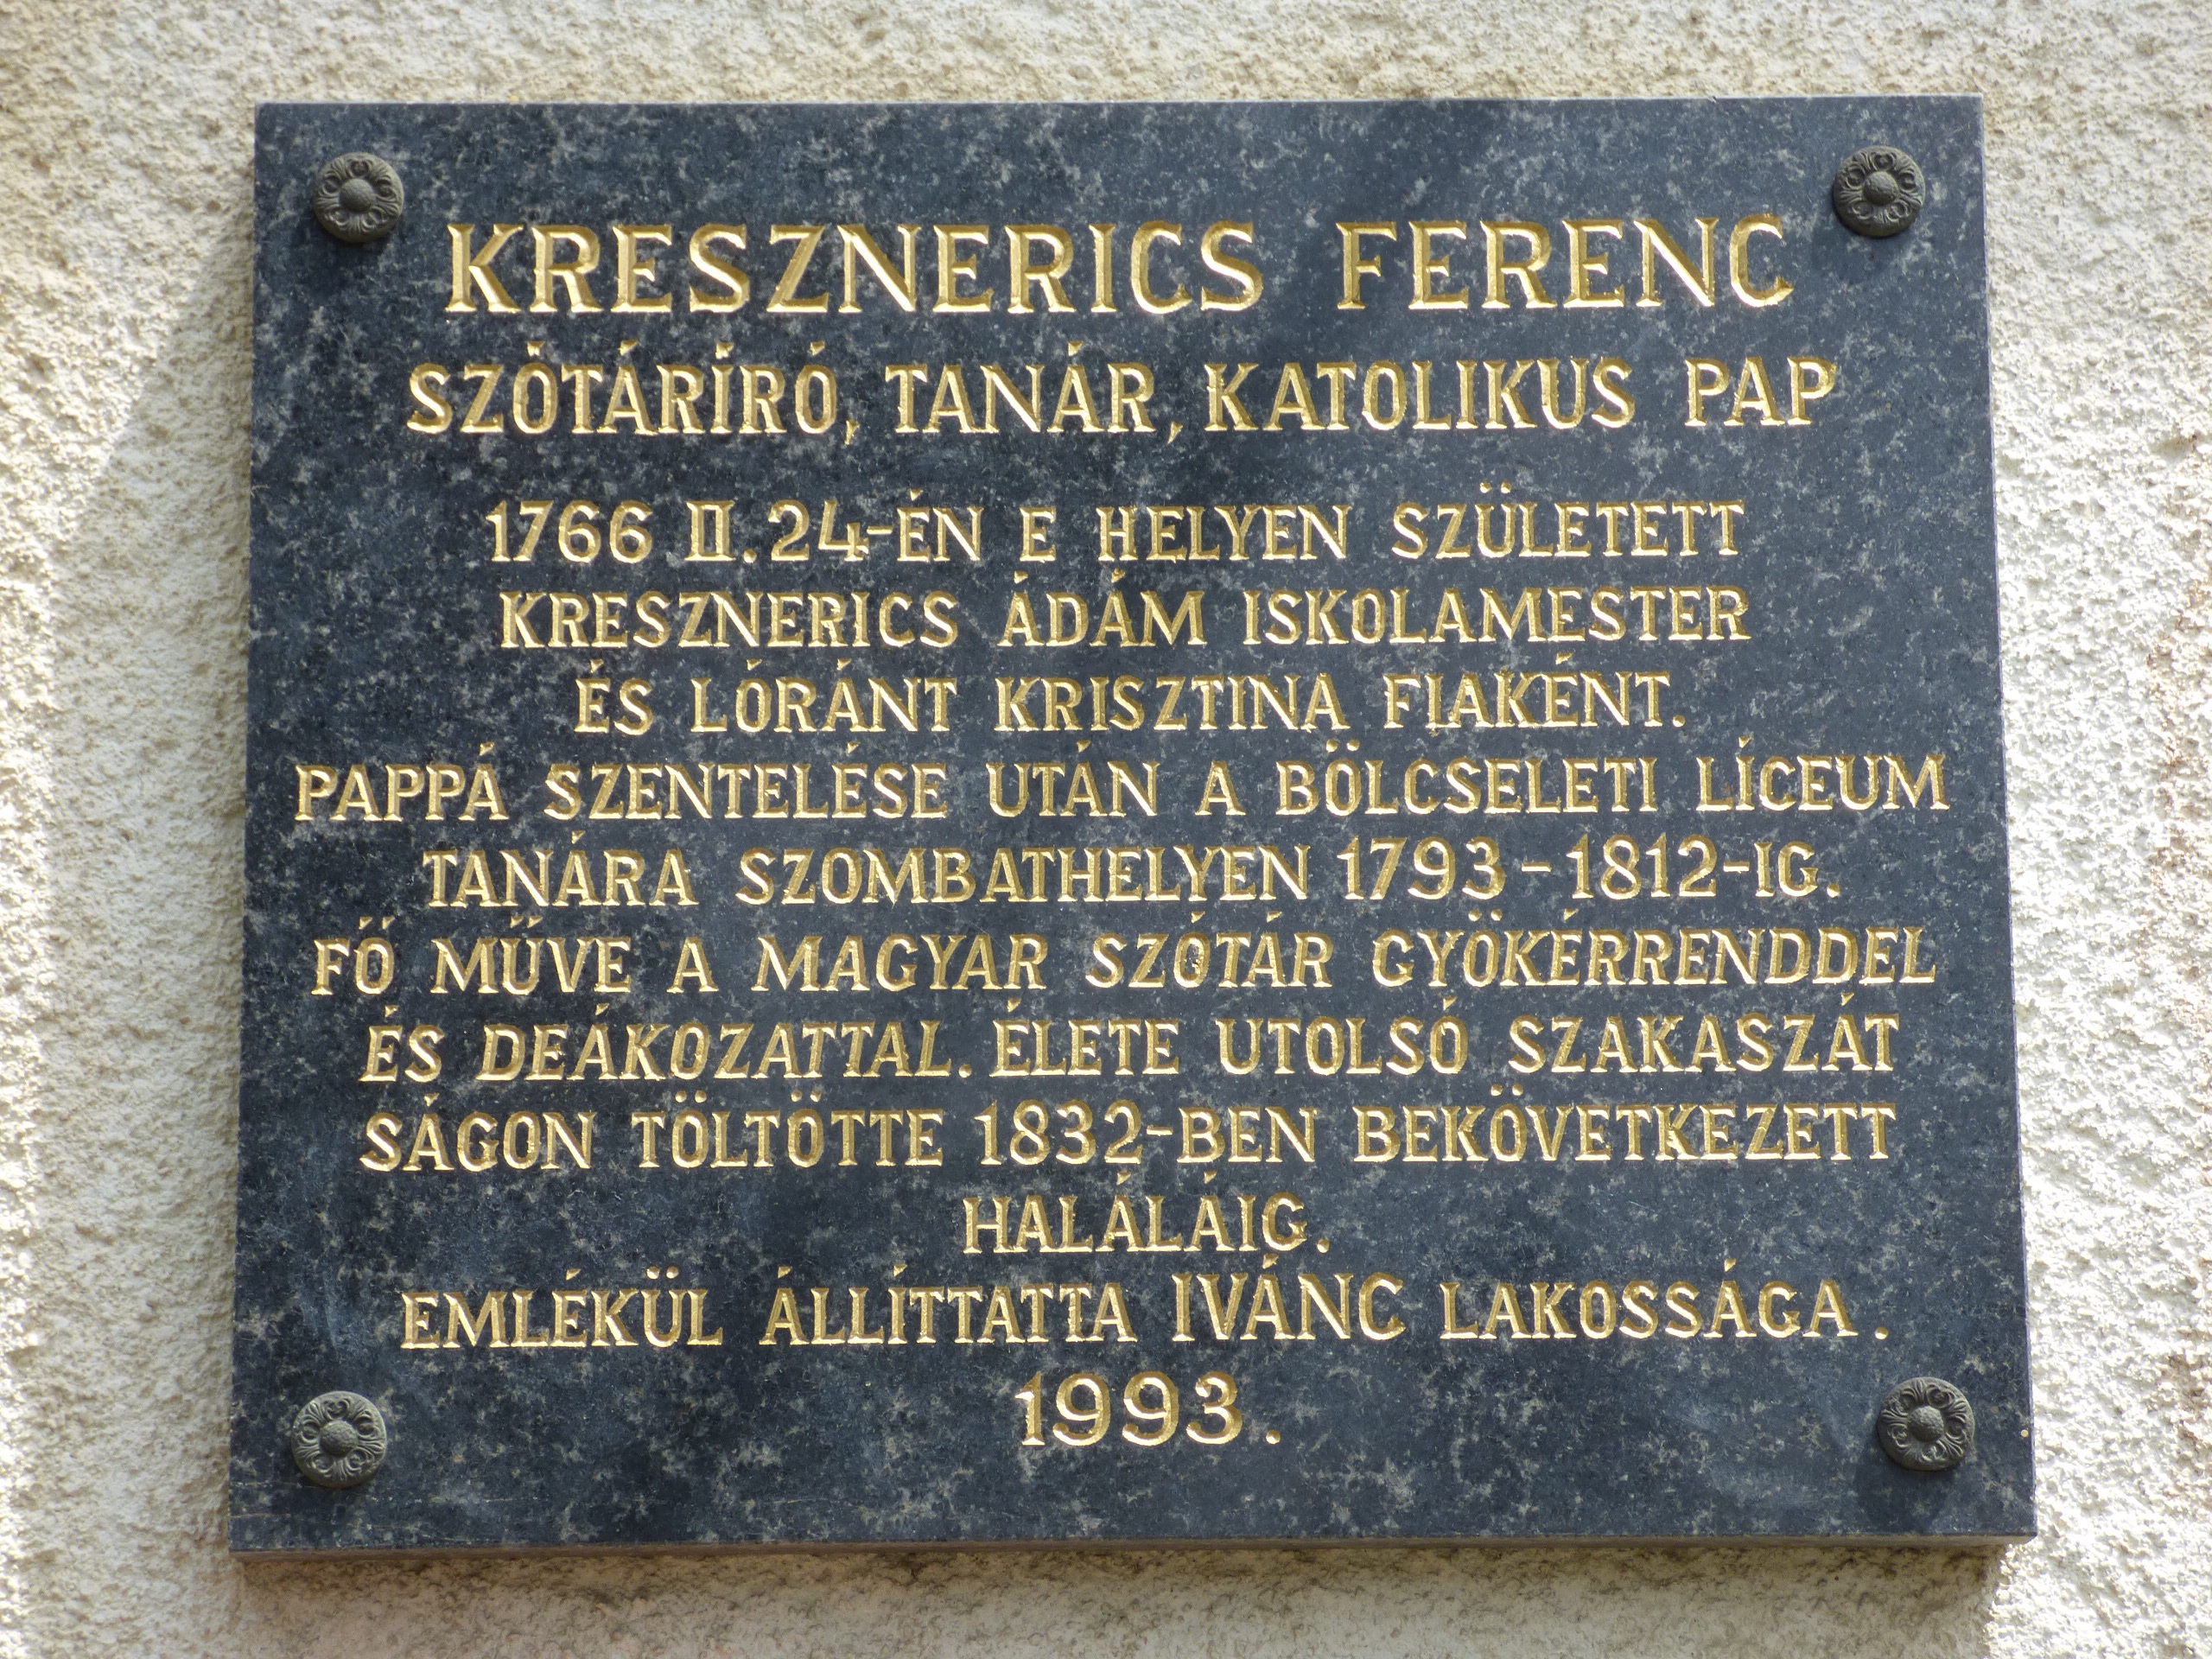 KRESZNERICS FERENC
SZÓTÁRÍRÓ, TANÁR, KATOLIKUS PAP
1766 II. 24-ÉN E HELYEN SZÜLETETT
KRESZNERICS ÁDÁM ISKOLAMESTER
ÉS LÓRÁNT KRISZTINA FIAKÉNT.
PAPPÁ SZENTELÉSE UTÁN A BÖLCSELETI LÍCEUM
TANÁRA SZOMBATHELYEN 1793-1812-IG.
FŐ MŰVE A MAGYAR SZÓTÁR GYÖKÉRRENDDEL
ÉS DEÁKOZATTAL. ÉLETE UTOLSÓ SZAKASZÁT
SÁGON TÖLTÖTTE 1832-BEN BEKÖVETKEZETT
HALÁLÁIG.
EMLÉKÜL ÁLLÍTTATTA IVÁNC LAKOSSÁGA.
1993.